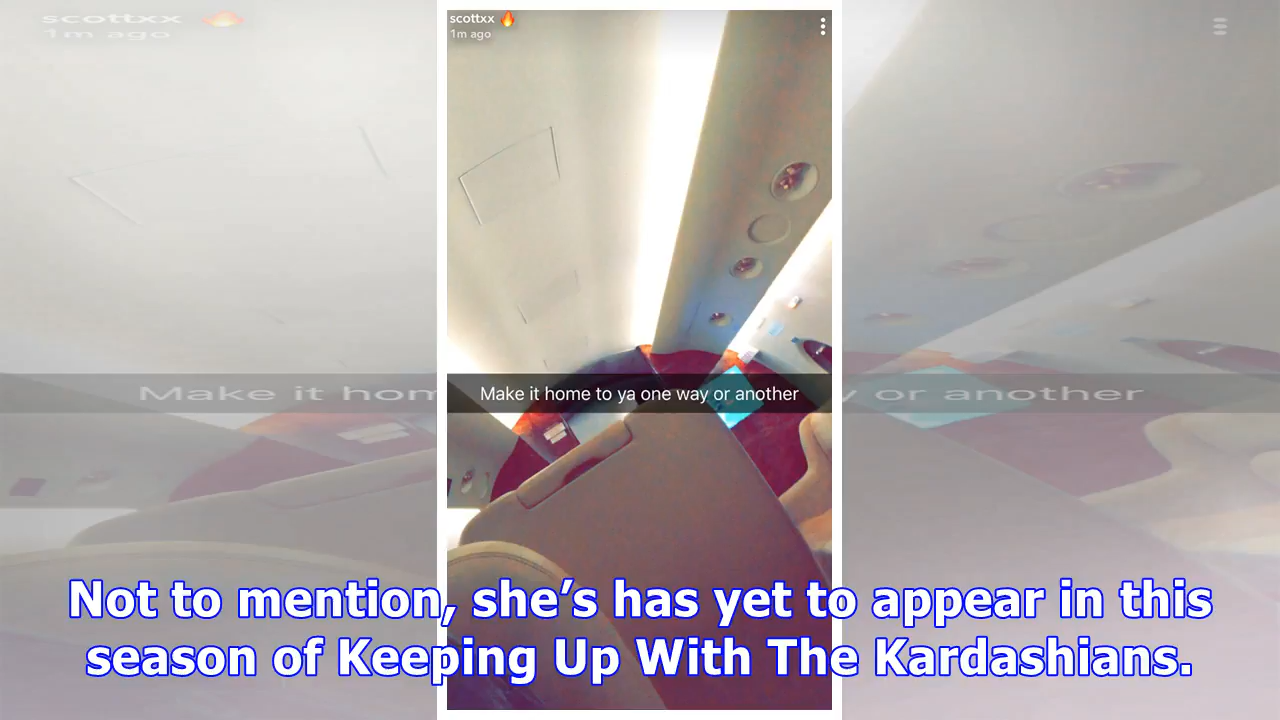 scottxx 🔥
1m ago
Make it home to ya one way or another
Not to mention, she’s has yet to appear in this
season of Keeping Up With The Kardashians.